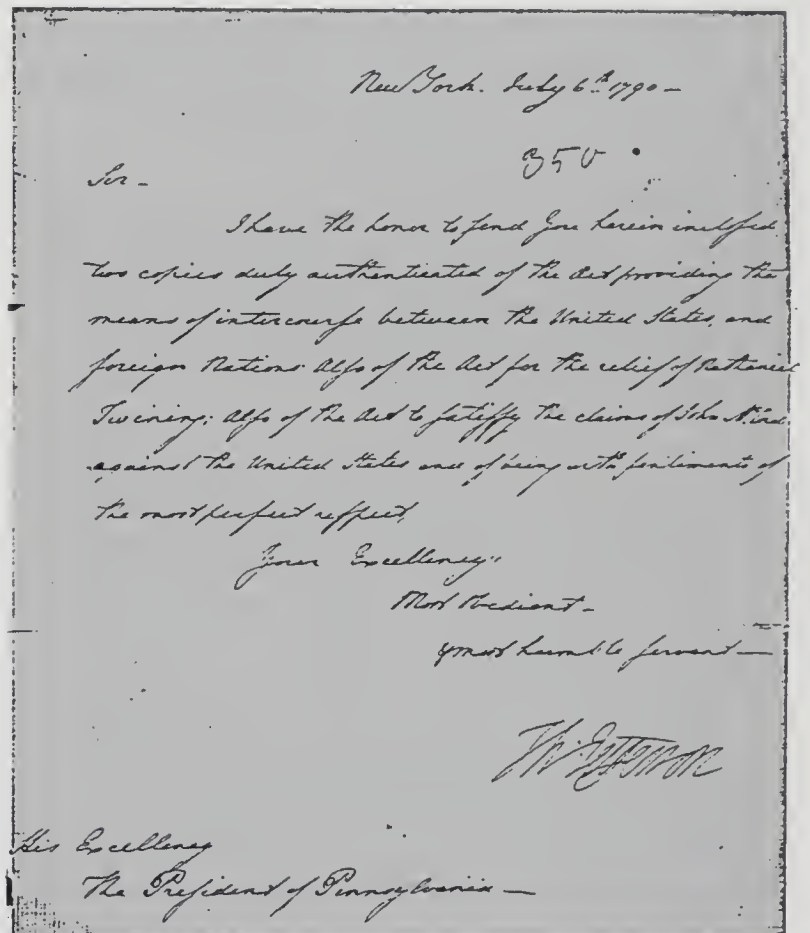 New York. July 6th 1790 —
350
Sir —
I have the honor to send you herein inclosed
two copies duly authenticated of the Act providing the
means of intercourse between the United States, and
foreign Nations. Also of the Act for the relief of Nathaniel
Twining; also of the Act to satisfy the claims of John
against the United States and of being with sentiments of
the most perfect respect,
Your Excellency's
Most Obedient —
& most humble servant —
Th: Jefferson
His Excellency
The President of Pennsylvania —